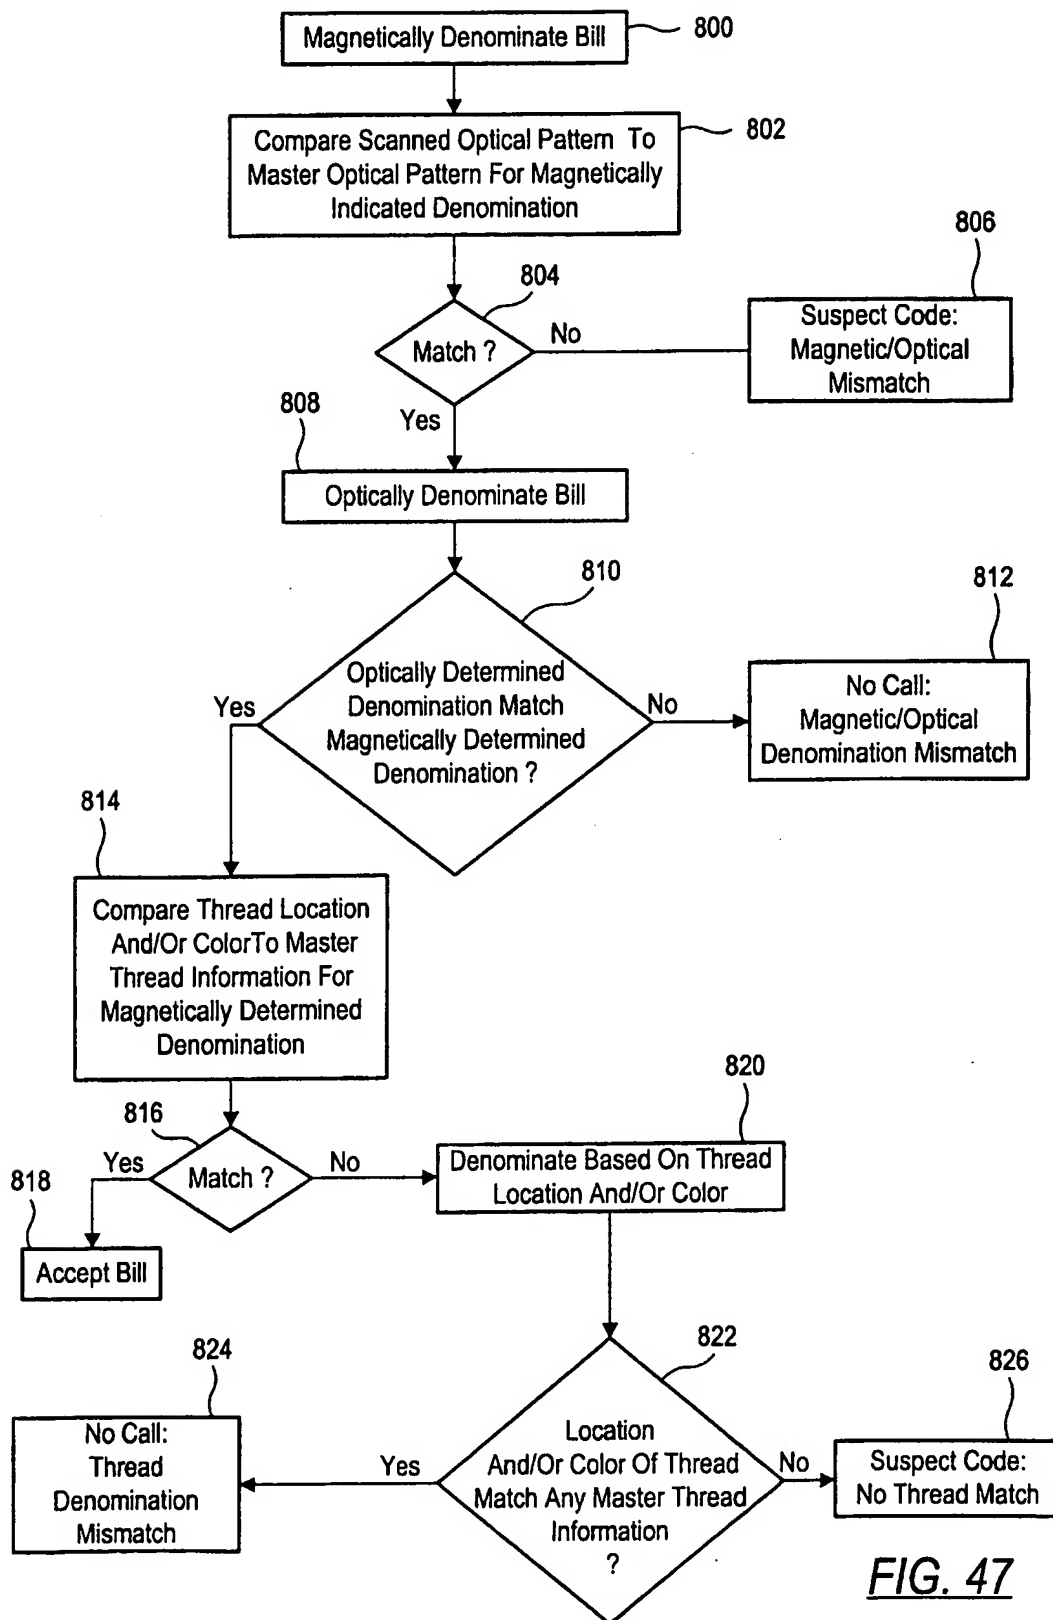 Magnetically Denominate Bill
800
Compare Scanned Optical Pattern To
Master Optical Pattern For Magnetically
Indicated Denomination
802
804
Match ?
No
Yes
806
Suspect Code:
Magnetic/Optical
Mismatch
808
Optically Denominate Bill
810
Optically Determined
Denomination Match
Magnetically Determined
Denomination ?
Yes
No
812
No Call:
Magnetic/Optical
Denomination Mismatch
814
Compare Thread Location
And/Or ColorTo Master
Thread Information For
Magnetically Determined
Denomination
816
Match ?
Yes
No
818
Accept Bill
820
Denominate Based On Thread
Location And/Or Color
822
Location
And/Or Color Of Thread
Match Any Master Thread
Information
?
Yes
No
824
No Call:
Thread
Denomination
Mismatch
826
Suspect Code:
No Thread Match
FIG. 47